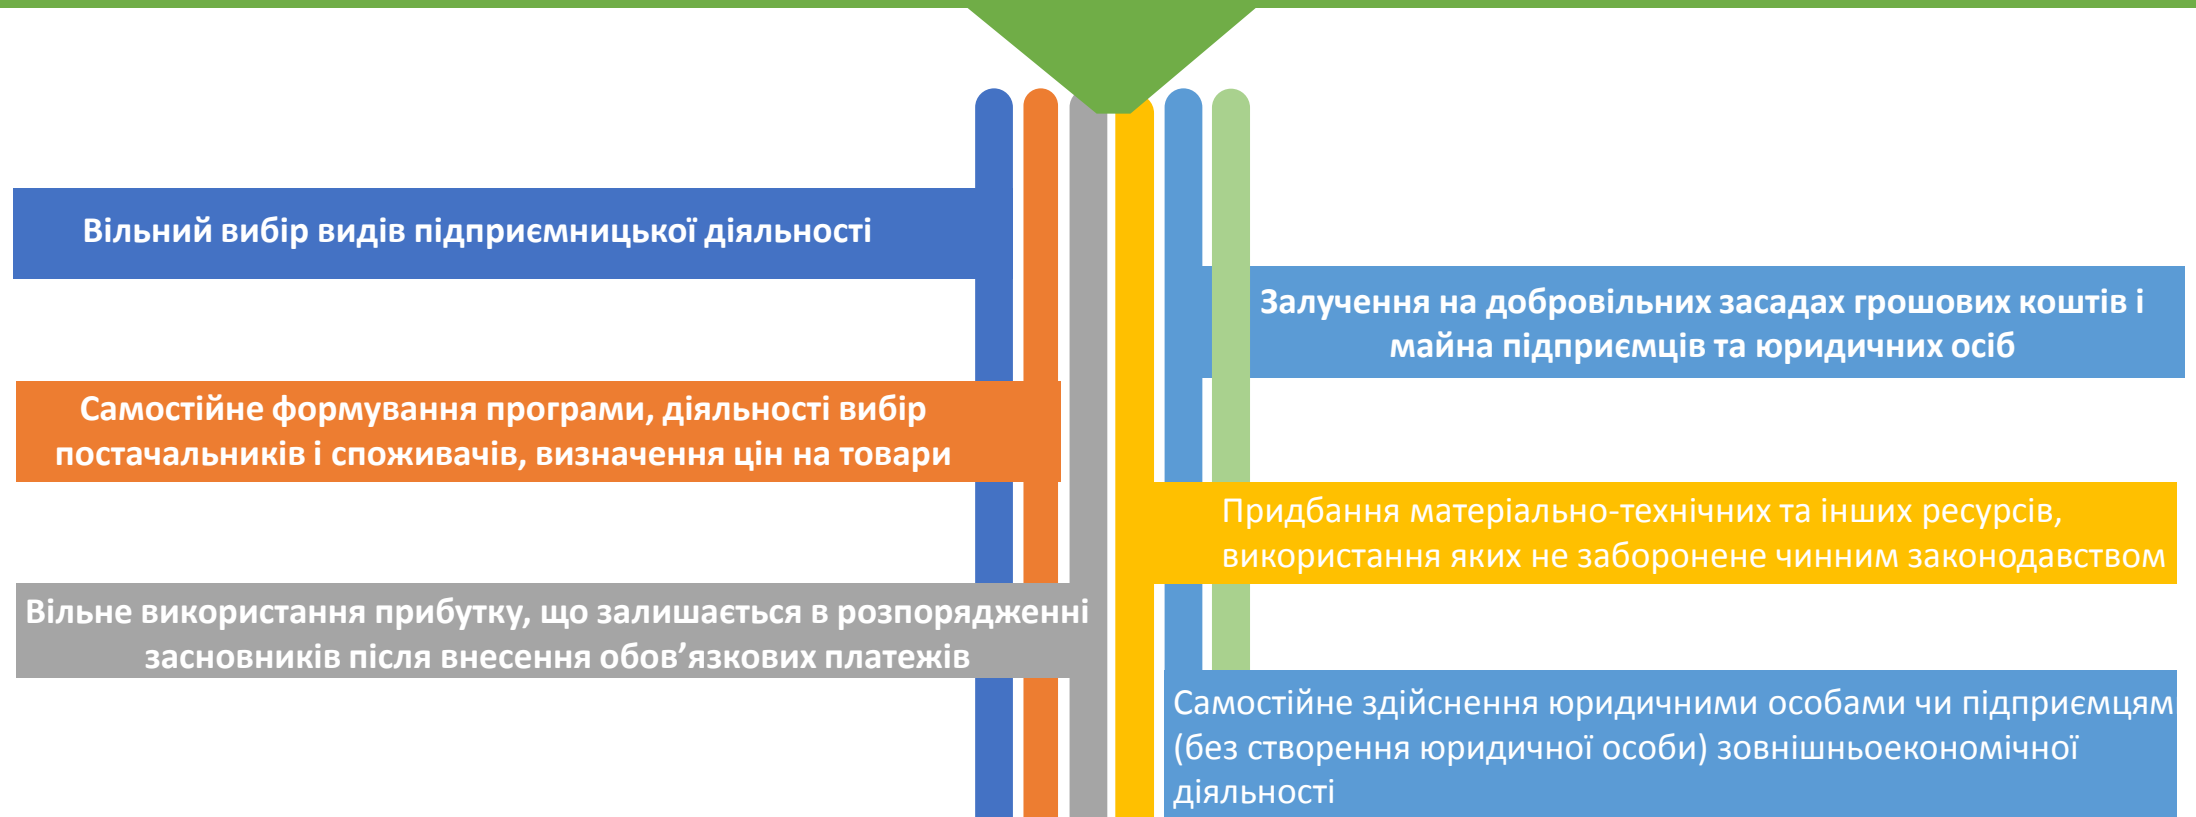 Вільний вибір видів підприємницької діяльності
Залучення на добровільних засадах грошових коштів і
майна підприємців та юридичних осіб
Самостійне формування програми, діяльності вибір
постачальників і споживачів, визначення цін на товари
Придбання матеріально-технічних та інших ресурсів,
використання яких не заборонене чинним законодавством
Вільне використання прибутку, що залишається в розпорядженні
засновників після внесення обов’язкових платежів
Самостійне здійснення юридичними особами чи підприємцям
(без створення юридичної особи) зовнішньоекономічної
діяльності